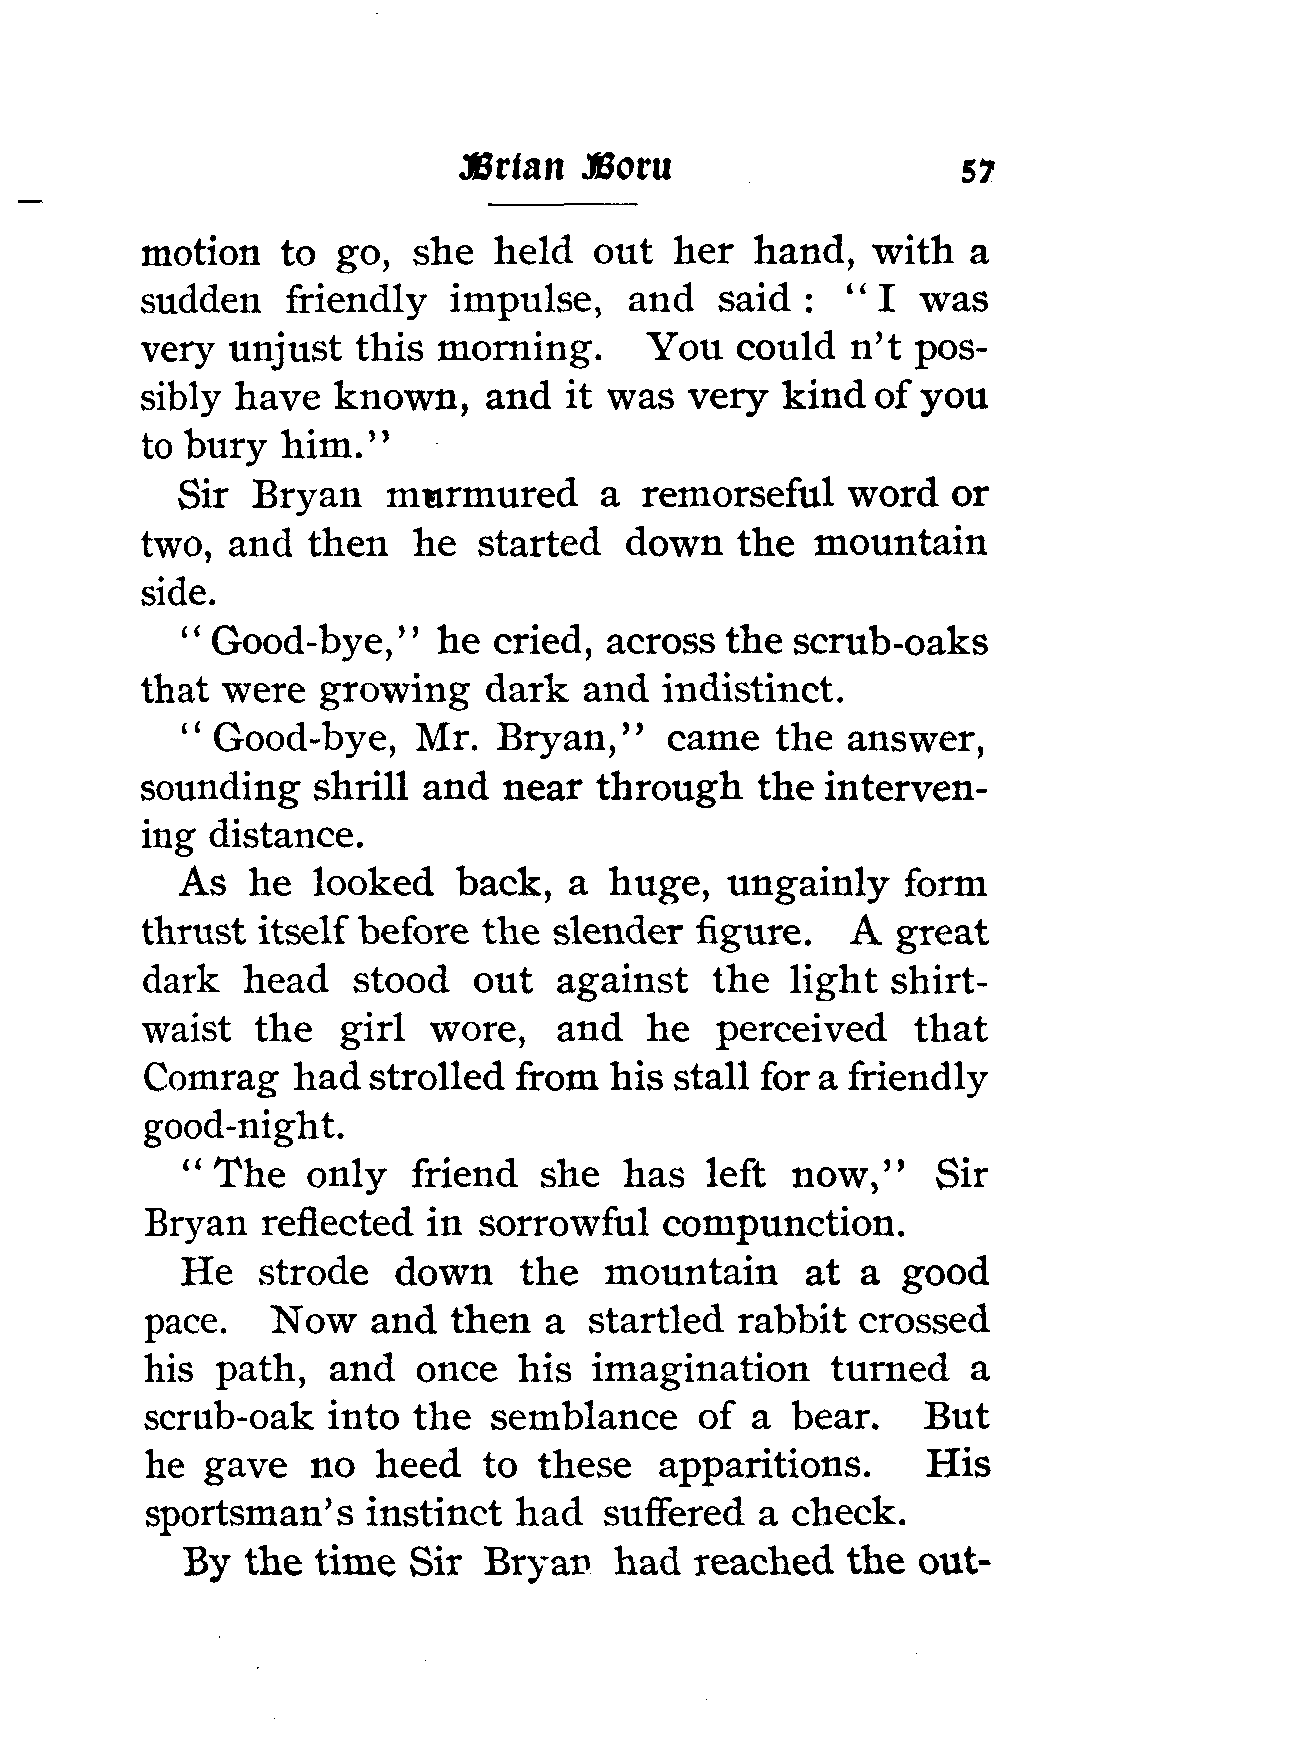 Brian Boru 57
motion to go, she held out her hand, with a
sudden friendly impulse, and said : “ I was
very unjust this morning. You could n’t pos-
sibly have known, and it was very kind of you
to bury him.”
Sir Bryan murmured a remorseful word or
two, and then he started down the mountain
side.
“ Good-bye,” he cried, across the scrub-oaks
that were growing dark and indistinct.
“ Good-bye, Mr. Bryan,” came the answer,
sounding shrill and near through the interven-
ing distance.
As he looked back, a huge, ungainly form
thrust itself before the slender figure. A great
dark head stood out against the light shirt-
waist the girl wore, and he perceived that
Comrag had strolled from his stall for a friendly
good-night.
“ The only friend she has left now,” Sir
Bryan reflected in sorrowful compunction.
He strode down the mountain at a good
pace. Now and then a startled rabbit crossed
his path, and once his imagination turned a
scrub-oak into the semblance of a bear. But
he gave no heed to these apparitions. His
sportsman’s instinct had suffered a check.
By the time Sir Bryan had reached the out-